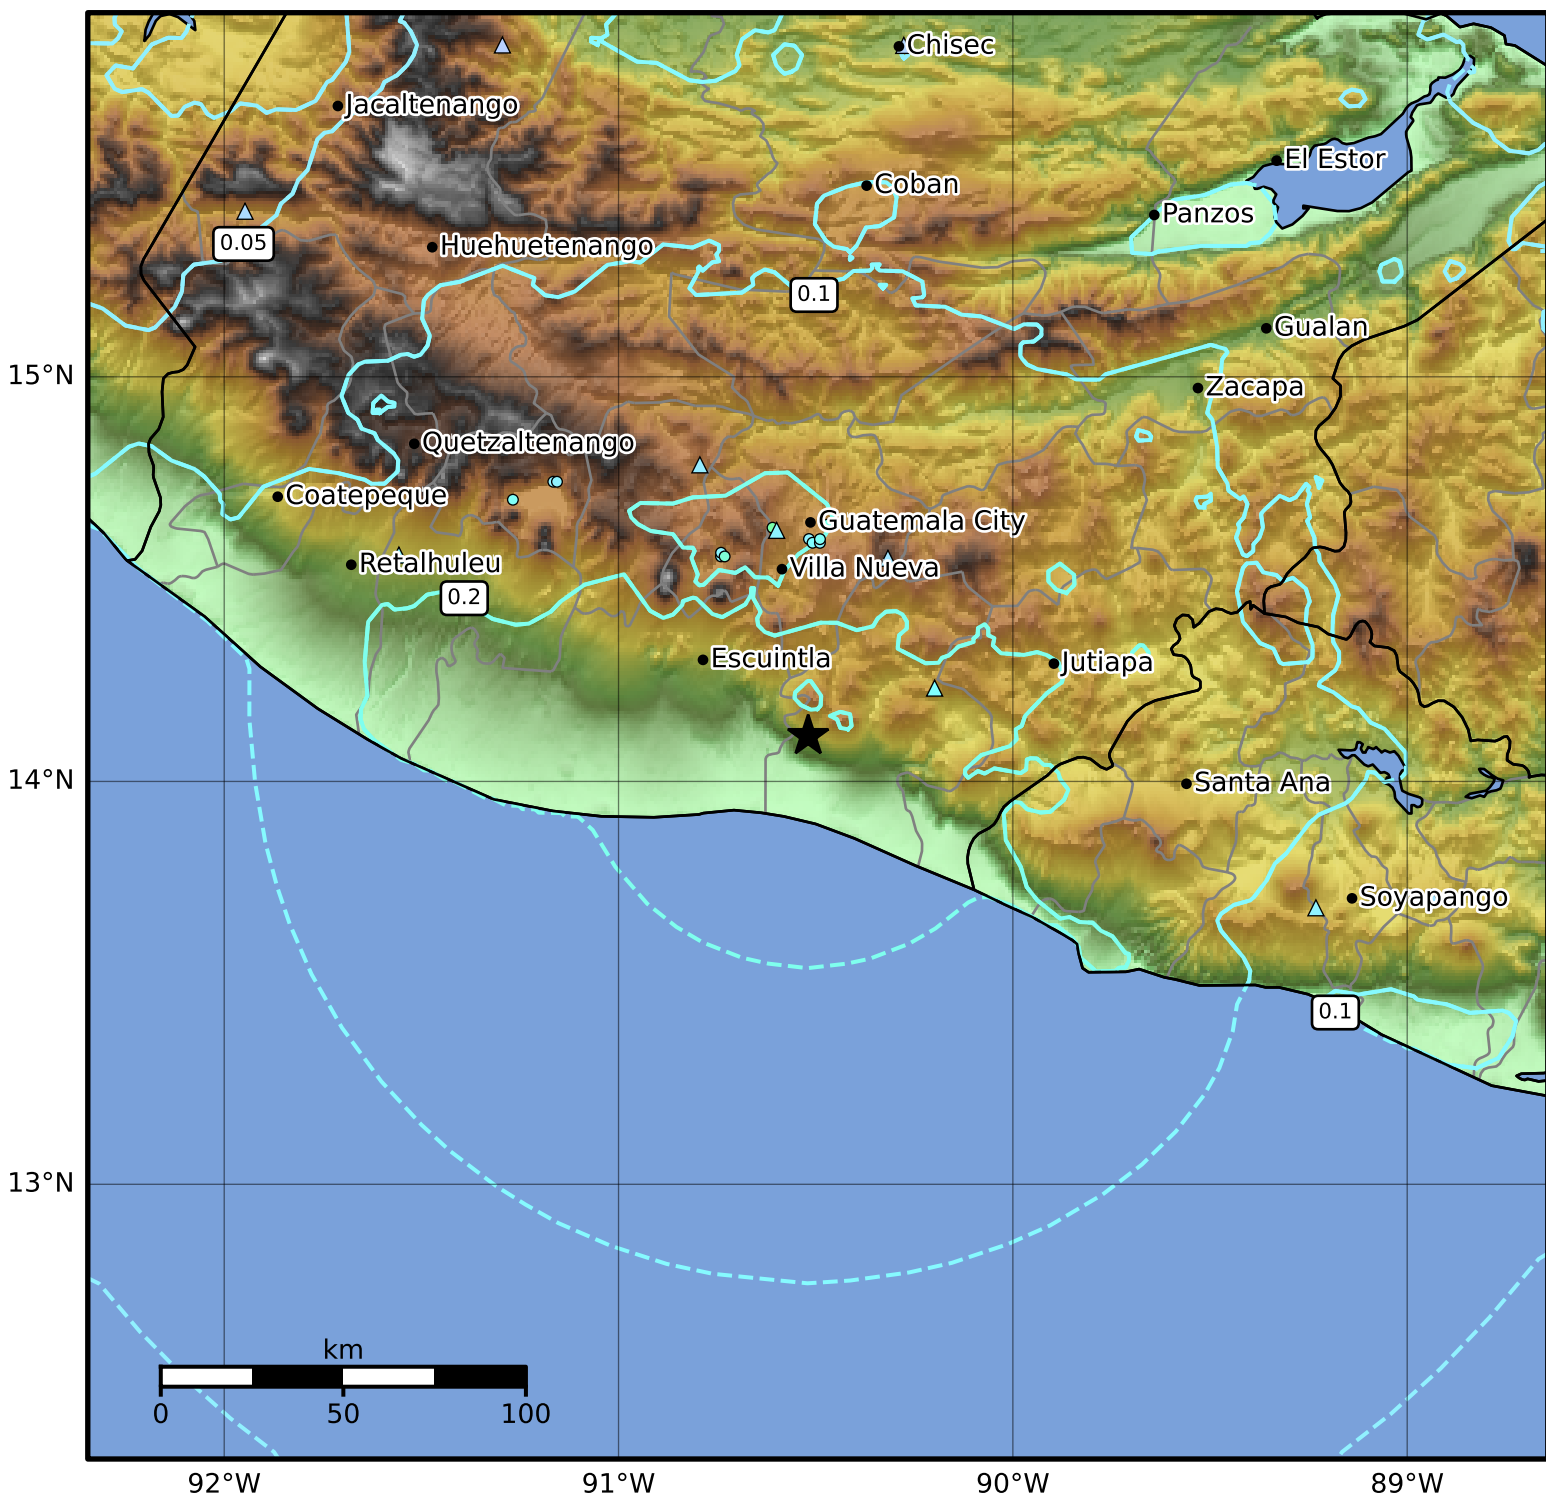 Chisec
Jacaltenango
El Estor
Coban
Panzos
0.05
Huehuetenango
0.1
Gualan
15°N
Zacapa
Quetzaltenango
Coatepeque
Guatemala City
Retalhuleu
Villa Nueva
0.2
Escuintla
Jutiapa
14°N
Santa Ana
Soyapango
0.1
13°N
km
0 50 100
92°W 91°W 90°W 89°W